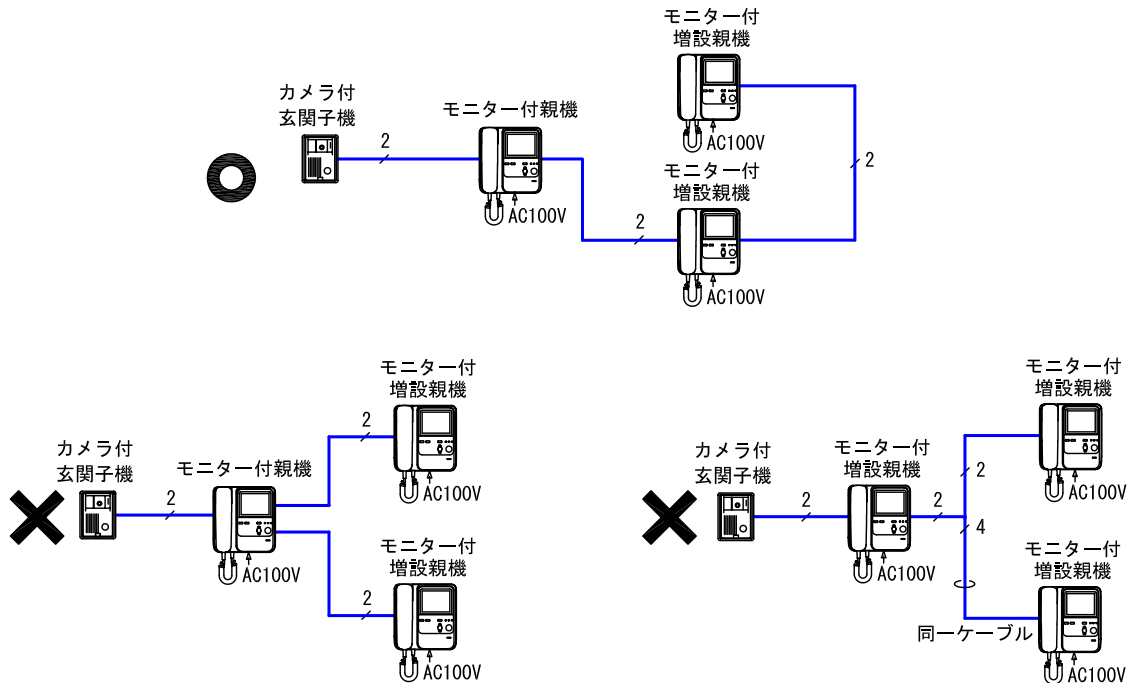 モニター付
増設親機
カメラ付
玄関子機
モニター付親機
2
AC100V
2
モニター付
増設親機
AC100V
2
AC100V
モニター付
増設親機
カメラ付
玄関子機
モニター付親機
2
2
AC100V
AC100V
モニター付
増設親機
2
AC100V
モニター付
増設親機
カメラ付
玄関子機
モニター付
増設親機
2
2
2
4
AC100V
AC100V
モニター付
増設親機
同一ケーブル
AC100V